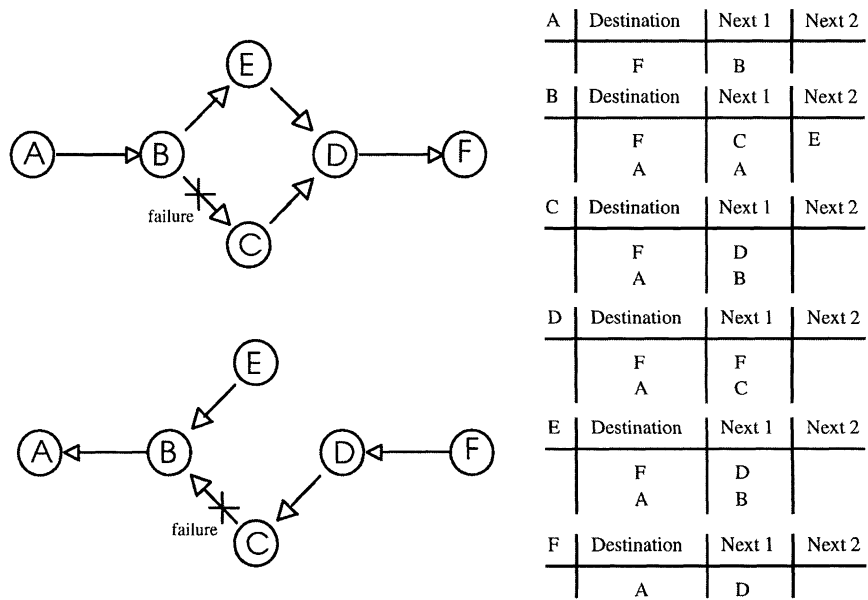 E
A
B
D
F
failure
C
E
A
B
D
F
failure
C
A Destination Next 1 Next 2
F B
B Destination Next 1 Next 2
F C E
A A
C Destination Next 1 Next 2
F D
A B
D Destination Next 1 Next 2
F F
A C
E Destination Next 1 Next 2
F D
A B
F Destination Next 1 Next 2
A D